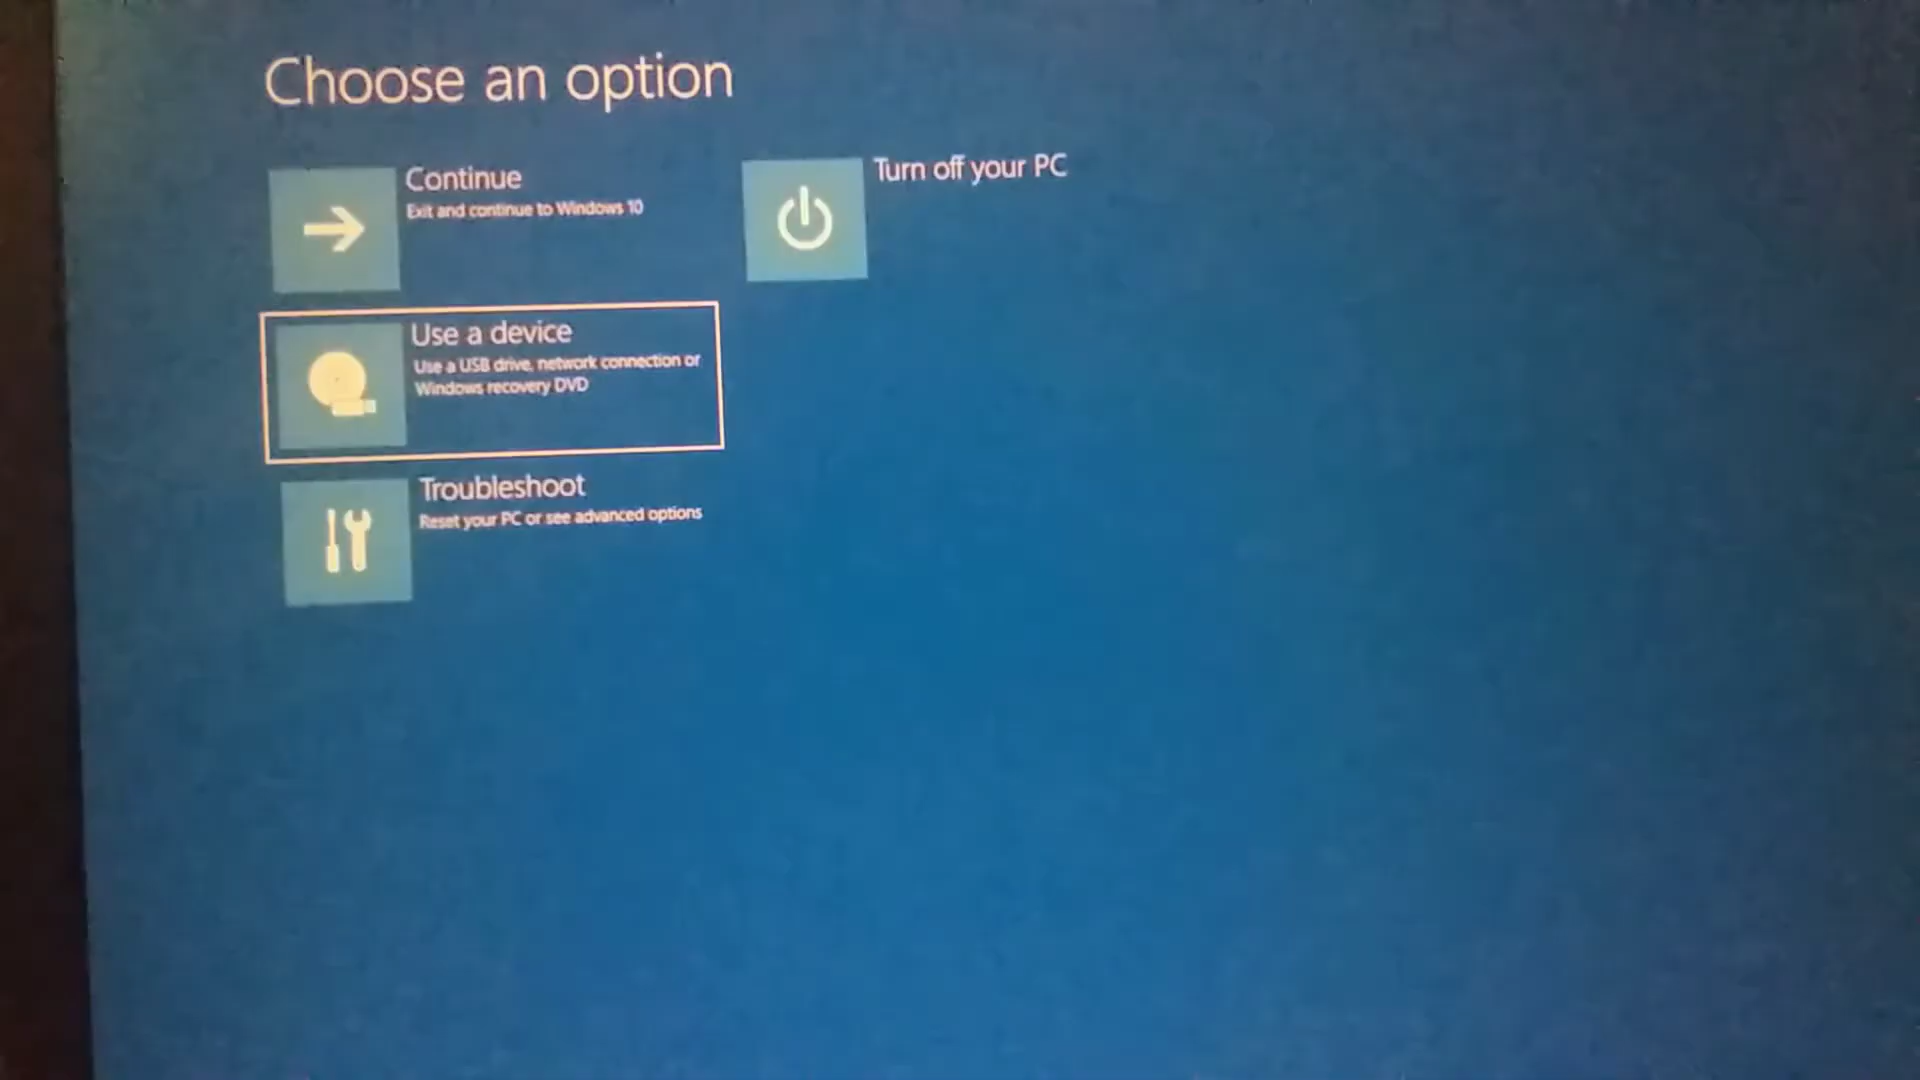 Choose an option
Continue
Exit and continue to Windows 10
Turn off your PC
Use a device
Use a USB drive, network connection or
Windows recovery DVD
Troubleshoot
Reset your PC or see advanced options